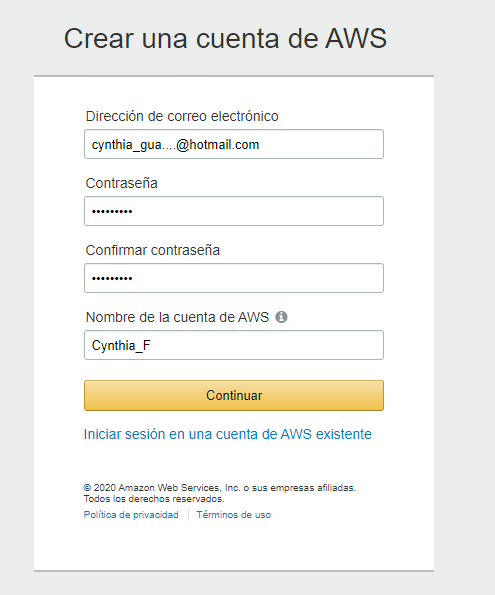 Crear una cuenta de AWS
Dirección de correo electrónico
cynthia_gua....@hotmail.com
Contraseña
•••••••••
Confirmar contraseña
•••••••••
Nombre de la cuenta de AWS
Cynthia_F
Continuar
Iniciar sesión en una cuenta de AWS existente
© 2020 Amazon Web Services, Inc. o sus empresas afiliadas.
Todos los derechos reservados.
Política de privacidad | Términos de uso